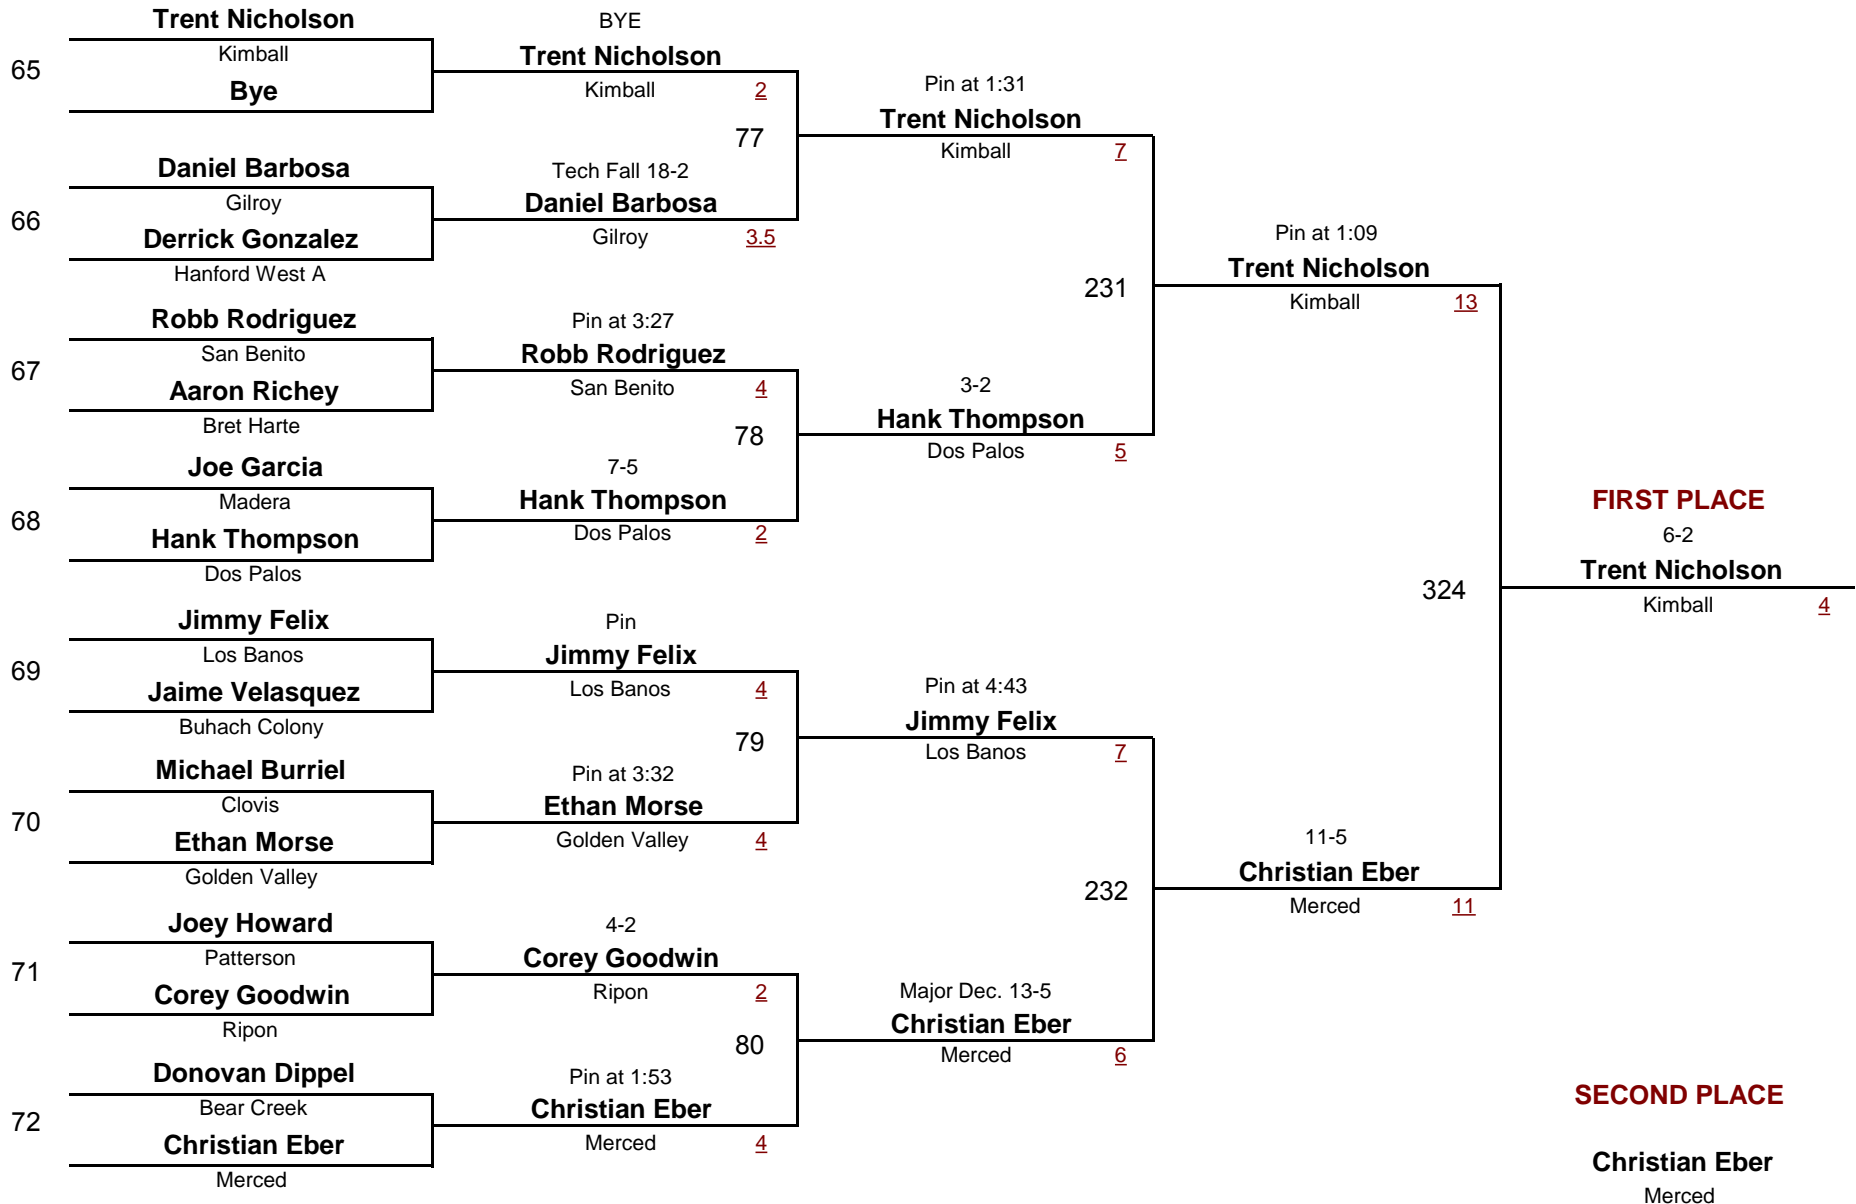 Trent Nicholson
Kimball
65
Bye
Daniel Barbosa
Gilroy
66
Derrick Gonzalez
Hanford West A
Robb Rodriguez
San Benito
67
Aaron Richey
Bret Harte
Joe Garcia
Madera
68
Hank Thompson
Dos Palos
Jimmy Felix
Los Banos
69
Jaime Velasquez
Buhach Colony
Michael Burriel
Clovis
70
Ethan Morse
Golden Valley
Joey Howard
Patterson
71
Corey Goodwin
Ripon
Donovan Dippel
Bear Creek
72
Christian Eber
Merced
BYE
Trent Nicholson
Kimball 2
77
Tech Fall 18-2
Daniel Barbosa
Gilroy 3.5
Pin at 3:27
Robb Rodriguez
San Benito 4
78
7-5
Hank Thompson
Dos Palos 2
Pin
Jimmy Felix
Los Banos 4
79
Pin at 3:32
Ethan Morse
Golden Valley 4
4-2
Corey Goodwin
Ripon 2
80
Pin at 1:53
Christian Eber
Merced 4
Pin at 1:31
Trent Nicholson
Kimball 7
231
3-2
Hank Thompson
Dos Palos 5
Pin at 4:43
Jimmy Felix
Los Banos 7
232
Major Dec. 13-5
Christian Eber
Merced 6
Pin at 1:09
Trent Nicholson
Kimball 13
324
11-5
Christian Eber
Merced 11
FIRST PLACE
6-2
Trent Nicholson
Kimball 4
SECOND PLACE
Christian Eber
Merced